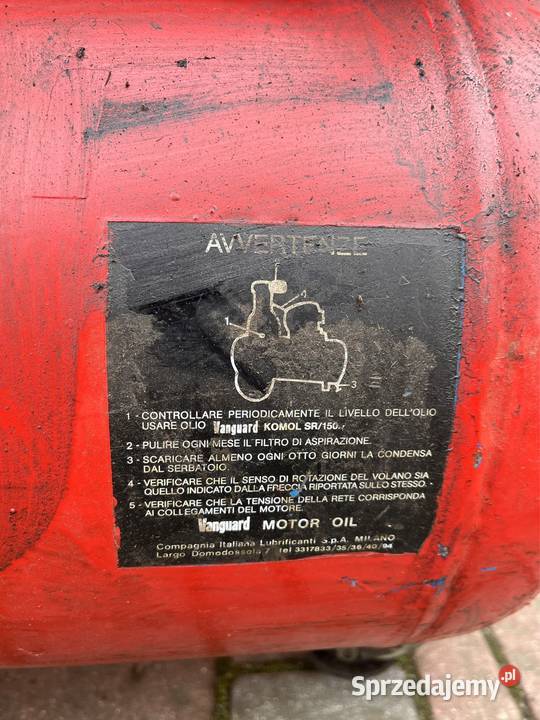 AVVERTENZE
1 4
3
1 - CONTROLLARE PERIODICAMENTE IL LIVELLO DELL'OLIO
USARE OLIO Vanguard KOMOL SR/150.
2 - PULIRE OGNI MESE IL FILTRO DI ASPIRAZIONE.
3 - SCARICARE ALMENO OGNI OTTO GIORNI LA CONDENSA
DAL SERBATOIO.
4 - VERIFICARE CHE IL SENSO DI ROTAZIONE DEL VOLANO SIA
QUELLO INDICATO DALLA FRECCIA RIPORTATA SULLO STESSO.
5 - VERIFICARE CHE LA TENSIONE DELLA RETE CORRISPONDA
AI COLLEGAMENTI DEL MOTORE.
Vanguard MOTOR OIL
Compagnia Italiana Lubrificanti S.p.A. MILANO
Largo Domodossola 7 Tel 3317833/35/36/40/94
Sprzedajemy.pl